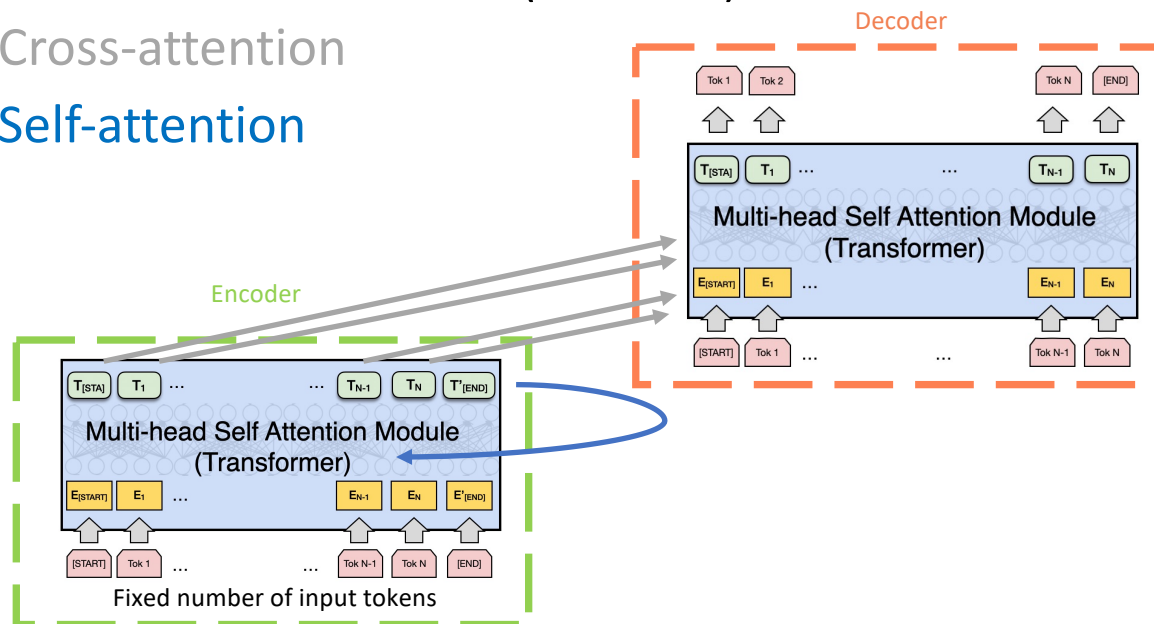 Decoder
Cross-attention
Self-attention
Tok 1 Tok 2 Tok N [END]
T[STA] T1 ... ... TN-1 TN
Multi-head Self Attention Module
(Transformer)
E[START] E1 ... EN-1 EN
[START] Tok 1 ... ... Tok N-1 Tok N
Encoder
T[STA] T1 ... ... TN-1 TN T'[END]
Multi-head Self Attention Module
(Transformer)
E[START] E1 ... EN-1 EN E'[END]
[START] Tok 1 ... ... Tok N-1 Tok N [END]
Fixed number of input tokens